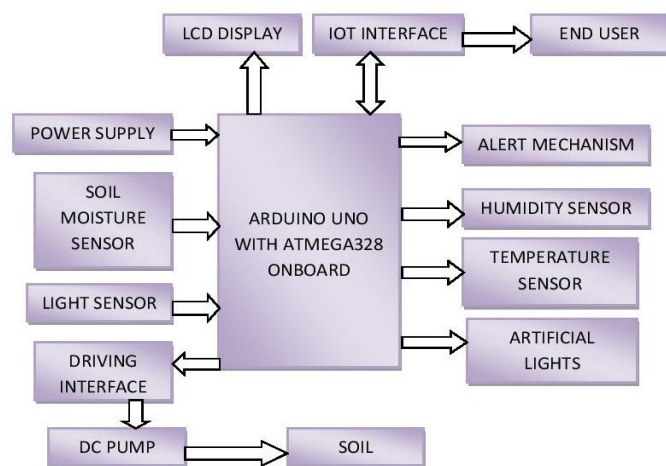 LCD DISPLAY
IOT INTERFACE
END USER
POWER SUPPLY
ALERT MECHANISM
SOIL
MOISTURE
SENSOR
ARDUINO UNO
WITH ATMEGA328
ONBOARD
HUMIDITY SENSOR
TEMPERATURE
SENSOR
LIGHT SENSOR
ARTIFICIAL
LIGHTS
DRIVING
INTERFACE
DC PUMP
SOIL